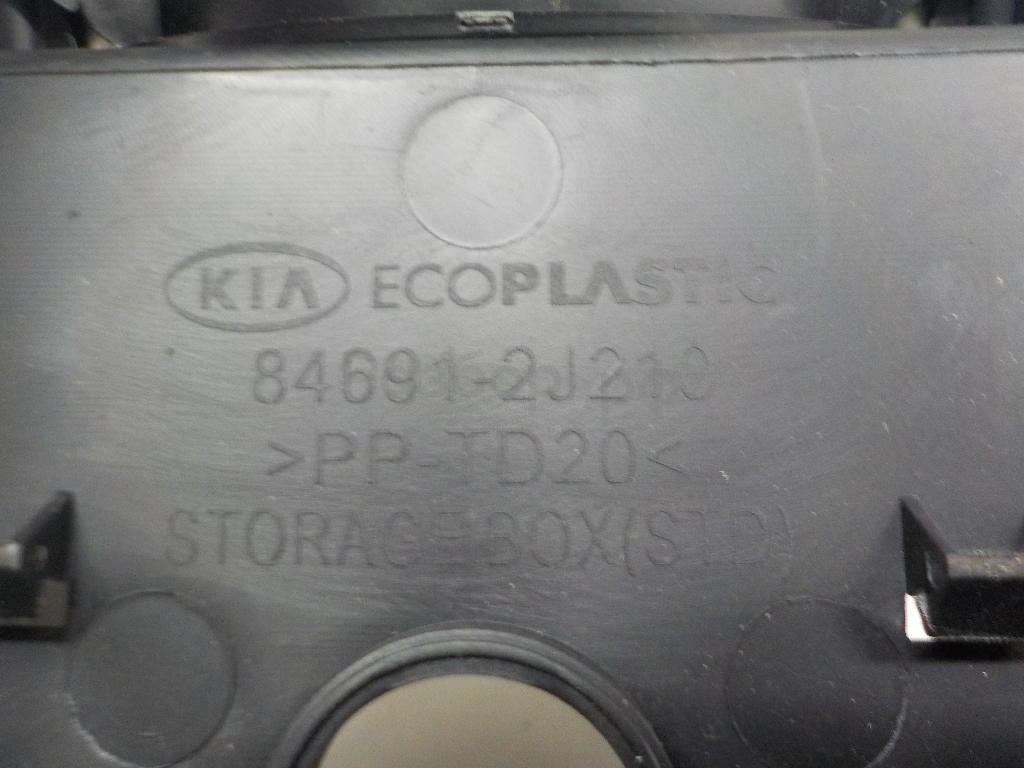 KIA ECOPLASTIC
84691-2J210
>PP-TD20<
STORAGE BOX(STD)